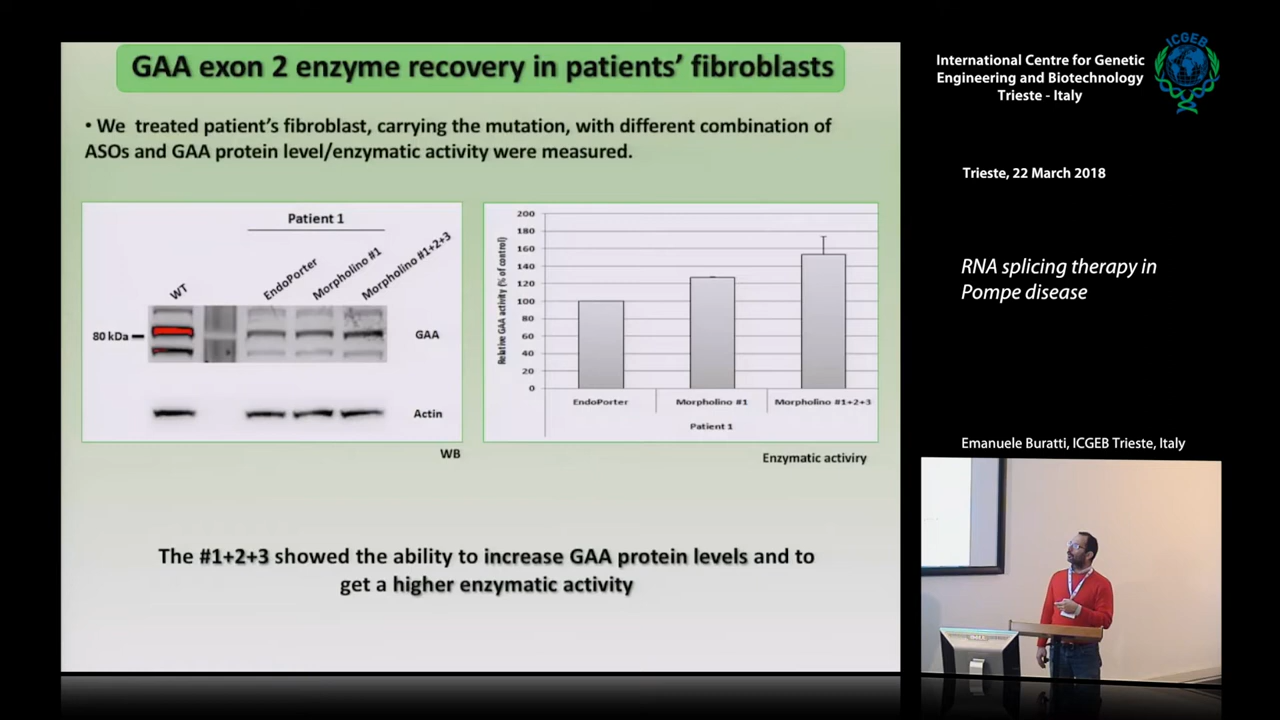 GAA exon 2 enzyme recovery in patients' fibroblasts
• We treated patient's fibroblast, carrying the mutation, with different combination of
ASOs and GAA protein level/enzymatic activity were measured.
Patient 1
WT
EndoPorter
Morpholino #1
Morpholino #1+2+3
80 kDa
GAA
Actin
WB
Relative GAA activity (% of control)
200
180
160
140
120
100
80
60
40
20
0
EndoPorter
Morpholino #1
Morpholino #1+2+3
Patient 1
Enzymatic activiry
The #1+2+3 showed the ability to increase GAA protein levels and to
get a higher enzymatic activity
ICGEB
International Centre for Genetic
Engineering and Biotechnology
Trieste - Italy
Trieste, 22 March 2018
RNA splicing therapy in
Pompe disease
Emanuele Buratti, ICGEB Trieste, Italy